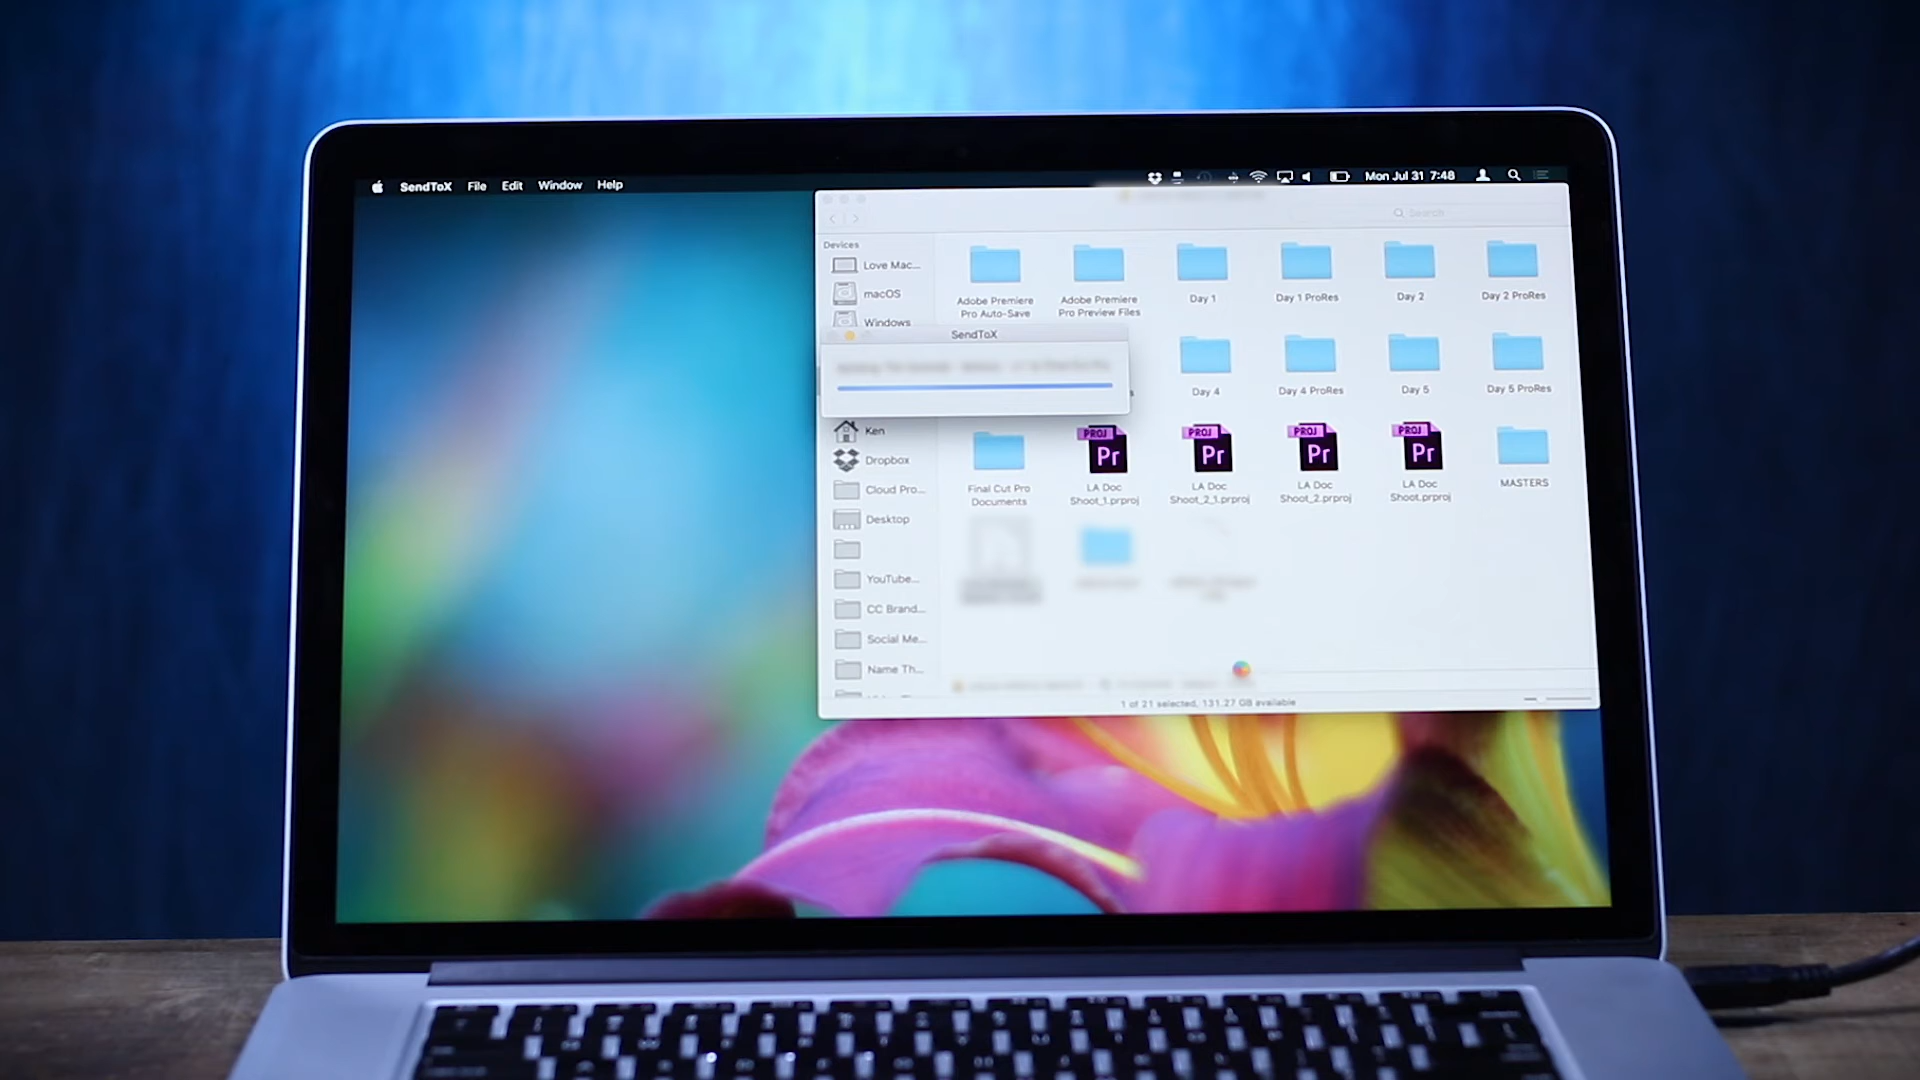 SendToX File Edit Window Help
Mon Jul 31 7:48
Search
Devices
Love Mac...
macOS
Windows
Adobe Premiere
Pro Auto-Save
Adobe Premiere
Pro Preview Files
Day 1
Day 1 ProRes
Day 2
Day 2 ProRes
SendToX
Day 4
Day 4 ProRes
Day 5
Day 5 ProRes
Ken
Dropbox
Cloud Pro...
Desktop
YouTube...
CC Brand...
Social Me...
Name Th...
Final Cut Pro
Documents
PROJ
Pr
LA Doc
Shoot_1.prproj
PROJ
Pr
LA Doc
Shoot_2_1.prproj
PROJ
Pr
LA Doc
Shoot_2.prproj
PROJ
Pr
LA Doc
Shoot.prproj
MASTERS
1 of 21 selected, 131.27 GB available